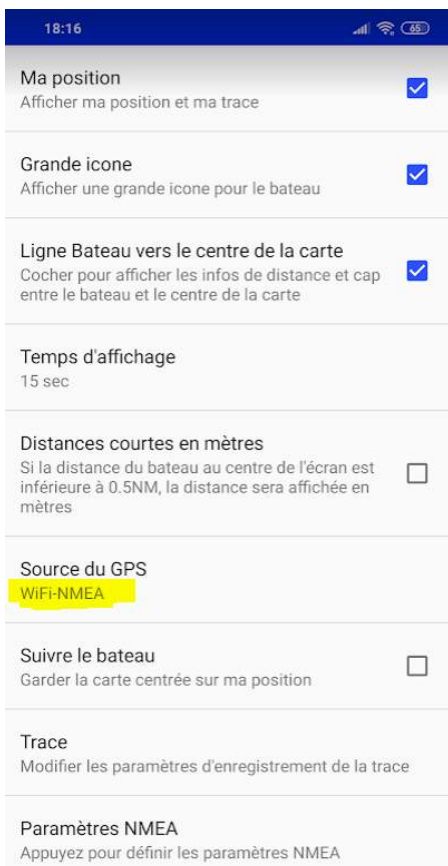 18:16
65
Ma position
Afficher ma position et ma trace
Grande icone
Afficher une grande icone pour le bateau
Ligne Bateau vers le centre de la carte
Cocher pour afficher les infos de distance et cap
entre le bateau et le centre de la carte
Temps d'affichage
15 sec
Distances courtes en mètres
Si la distance du bateau au centre de l'écran est
inférieure à 0.5NM, la distance sera affichée en
mètres
Source du GPS
WiFi-NMEA
Suivre le bateau
Garder la carte centrée sur ma position
Trace
Modifier les paramètres d'enregistrement de la trace
Paramètres NMEA
Appuyez pour définir les paramètres NMEA